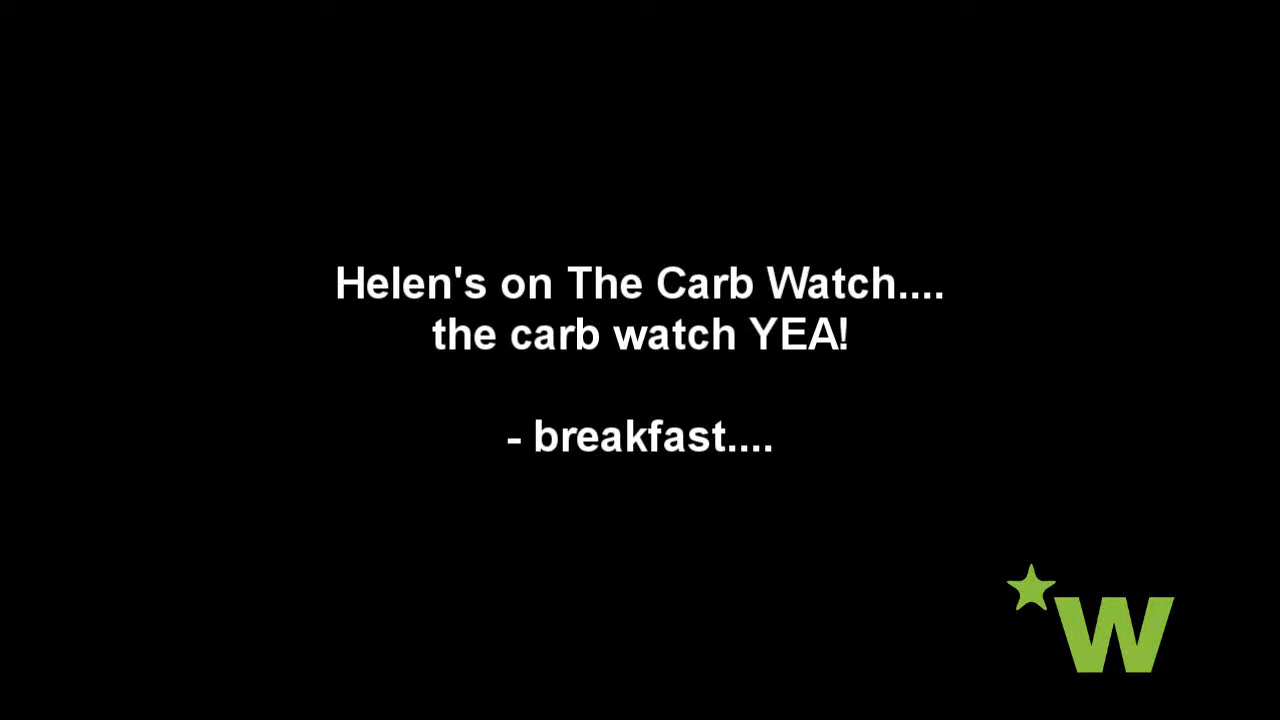 Helen's on The Carb Watch....
the carb watch YEA!
- breakfast....
W